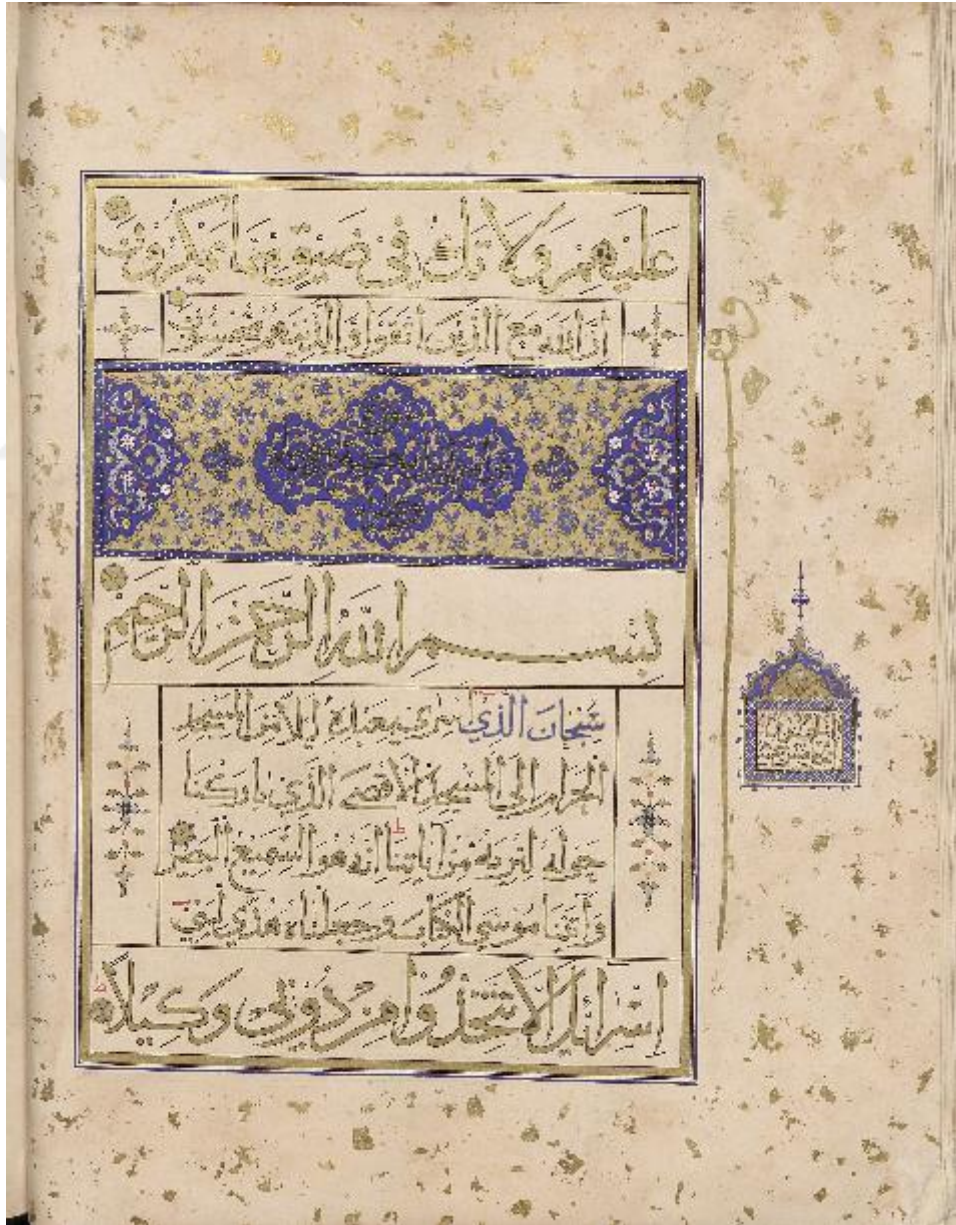 عليهم ولا تك في ضيق مما يمكرون
ان الله مع الذين اتقوا والذين هم محسنون
بسم الله الرحمن الرحيم
سبحان الذي اسرى بعبده ليلا من المسجد
الحرام الى المسجد الاقصى الذي باركنا
حوله لنريه من آياتنا انه هو السميع البصير
وآتينا موسى الكتاب وجعلناه هدى لبني
اسرائيل الا تتخذوا من دوني وكيلا